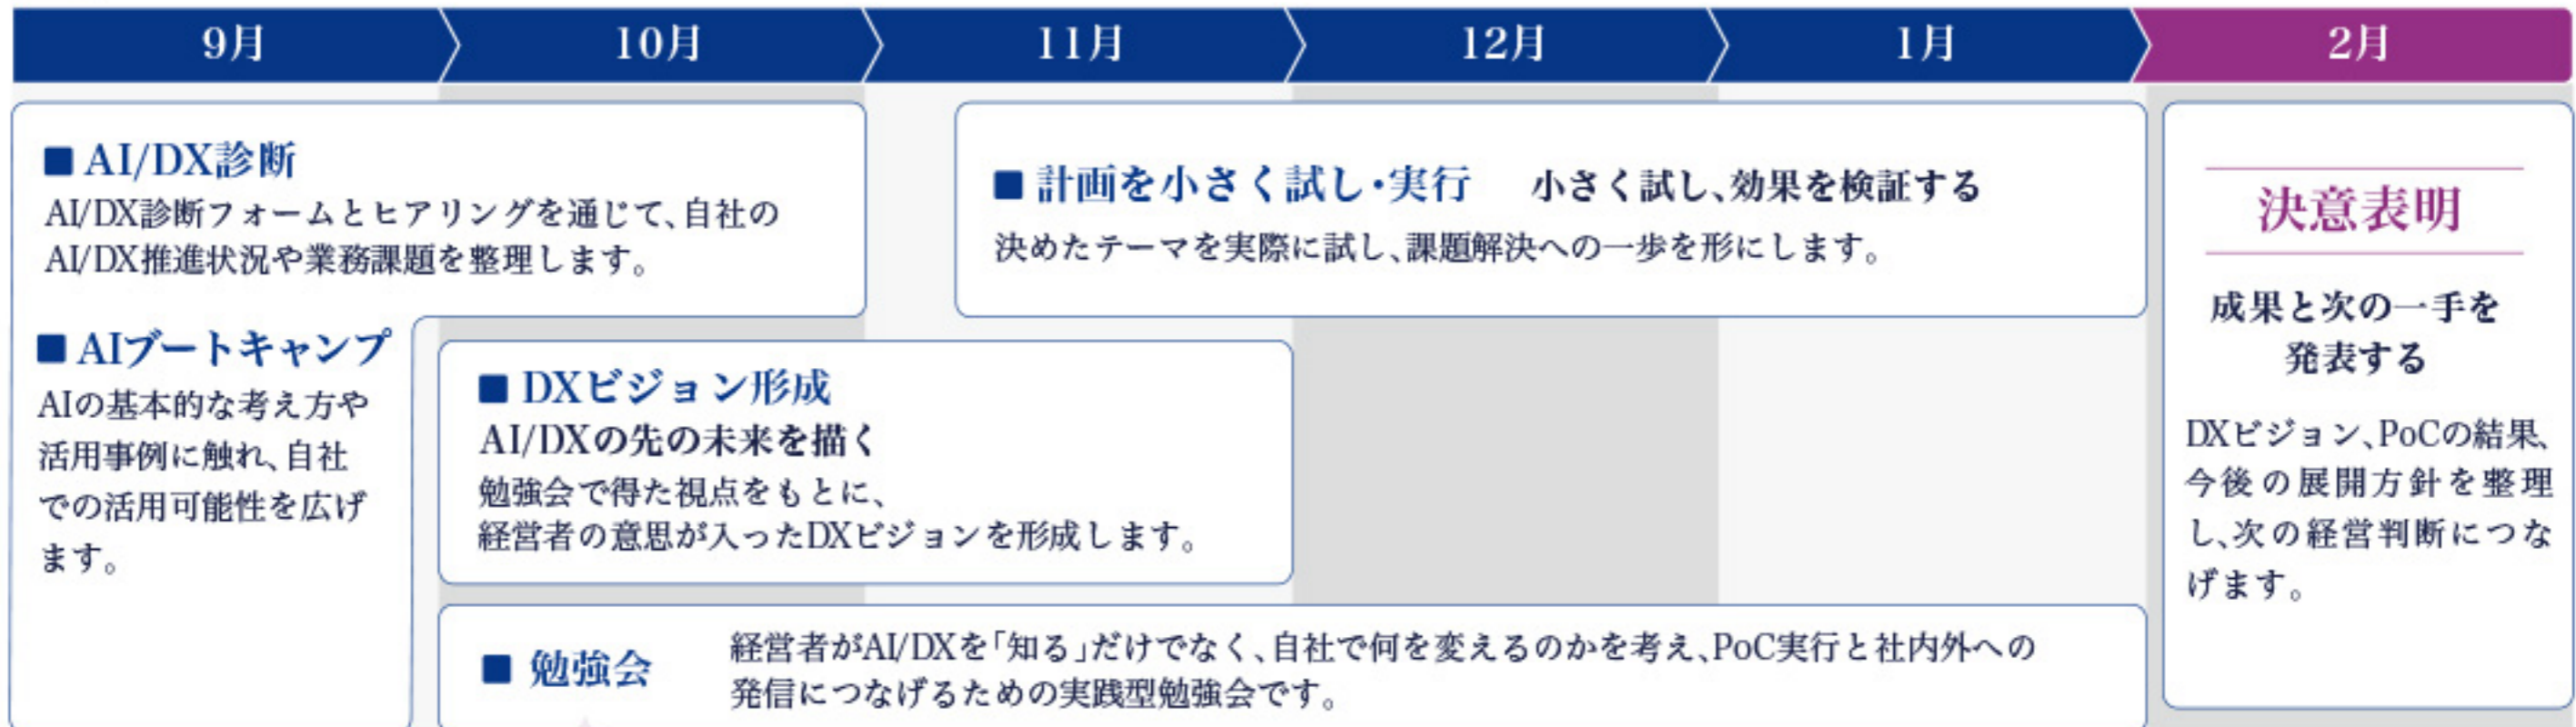 9月
10月
11月
12月
1月
2月
■ AI/DX診断
AI/DX診断フォームとヒアリングを通じて、自社の
AI/DX推進状況や業務課題を整理します。
■ AIブートキャンプ
AIの基本的な考え方や
活用事例に触れ、自社
での活用可能性を広げ
ます。
■ 計画を小さく試し・実行 小さく試し、効果を検証する
決めたテーマを実際に試し、課題解決への一歩を形にします。
■ DXビジョン形成
AI/DXの先の未来を描く
勉強会で得た視点をもとに、
経営者の意思が入ったDXビジョンを形成します。
■ 勉強会
経営者がAI/DXを「知る」だけでなく、自社で何を変えるのかを考え、PoC実行と社内外への
発信につなげるための実践型勉強会です。
決意表明
成果と次の一手を
発表する
DXビジョン、PoCの結果、
今後の展開方針を整理
し、次の経営判断につな
げます。